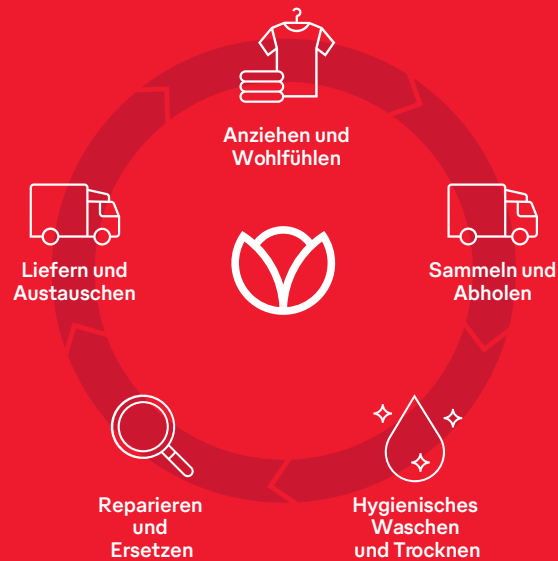 Anziehen und
Wohlfühlen
Sammeln und
Abholen
Hygienisches
Waschen
und Trocknen
Reparieren
und
Ersetzen
Liefern und
Austauschen